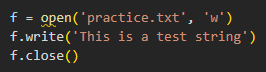 f = open('practice.txt', 'w')
f.write('This is a test string')
f.close()